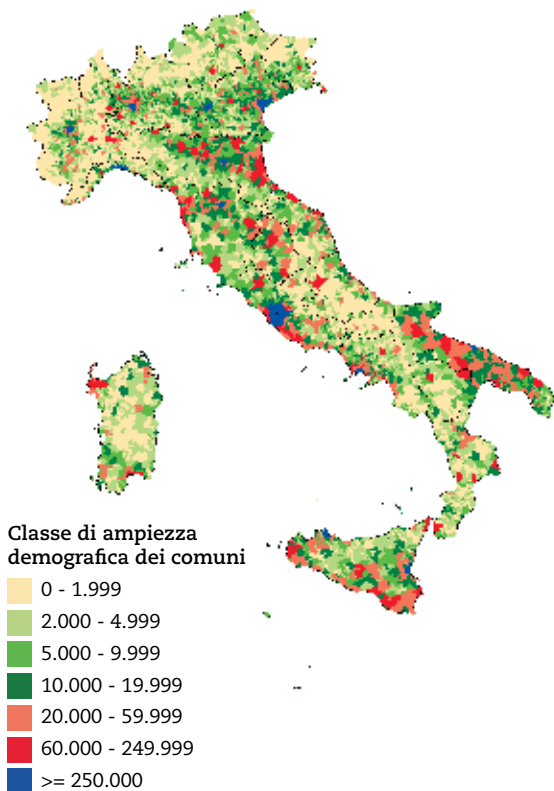 Classe di ampiezza
demografica dei comuni
0 - 1.999
2.000 - 4.999
5.000 - 9.999
10.000 - 19.999
20.000 - 59.999
60.000 - 249.999
>= 250.000